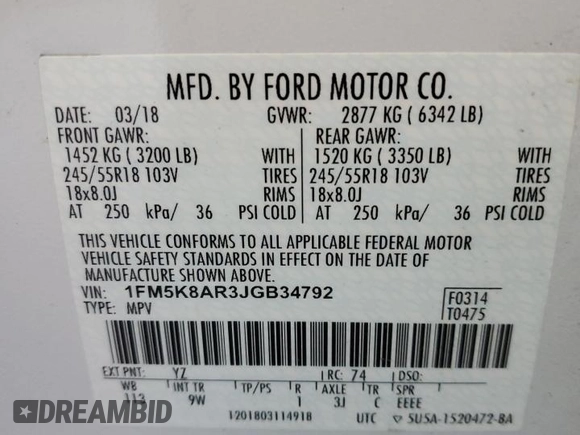 MFD. BY FORD MOTOR CO.
DATE: 03/18 GVWR: 2877 KG ( 6342 LB)
FRONT GAWR: REAR GAWR:
1452 KG ( 3200 LB) WITH 1520 KG ( 3350 LB) WITH
245/55R18 103V TIRES 245/55R18 103V TIRES
18x8.0J RIMS 18x8.0J RIMS
AT 250 kPa/ 36 PSI COLD AT 250 kPa/ 36 PSI COLD
THIS VEHICLE CONFORMS TO ALL APPLICABLE FEDERAL MOTOR
VEHICLE SAFETY STANDARDS IN EFFECT ON THE DATE OF
MANUFACTURE SHOWN ABOVE.
VIN: 1FM5K8AR3JGB34792 F0314
TYPE: MPV T0475
EXT PNT: YZ RC: 74 DSO:
WB INT TR TP/PS R AXLE TR SPR
113 9W 1 3J C EEEE
1201803114918 UTC SU5A-1520472-BA
DREAMBID